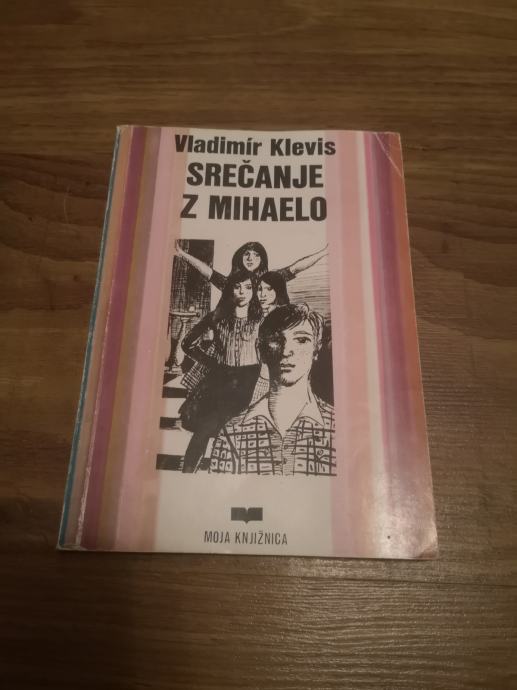 Vladimír Klevis
SREČANJE
Z MIHAELO
MOJA KNJIŽNICA